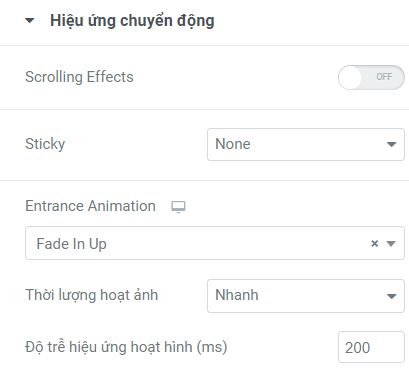 Hiệu ứng chuyển động
Scrolling Effects OFF
Sticky None
Entrance Animation
Fade In Up ×
Thời lượng hoạt ảnh Nhanh
Độ trễ hiệu ứng hoạt hình (ms) 200